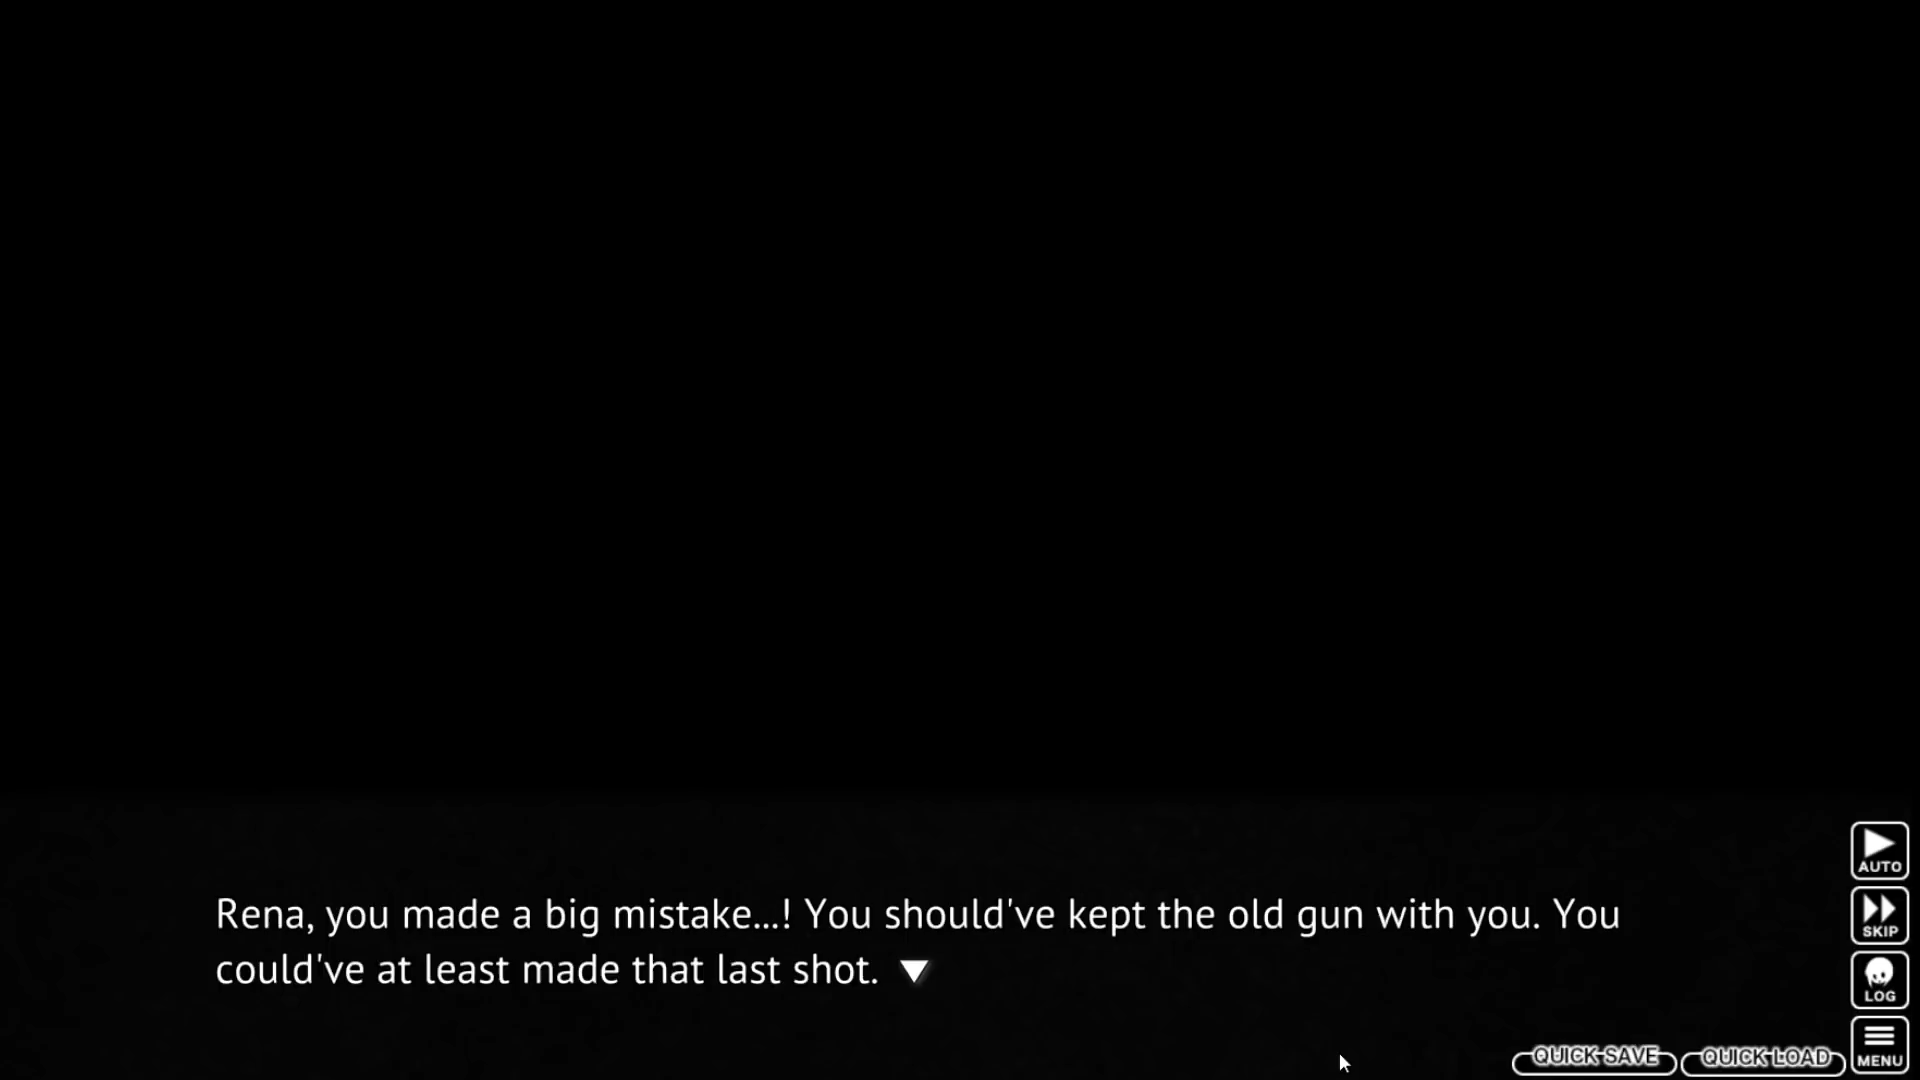 Rena, you made a big mistake...! You should've kept the old gun with you. You
could've at least made that last shot.
AUTO
SKIP
LOG
MENU
QUICK SAVE
QUICK LOAD